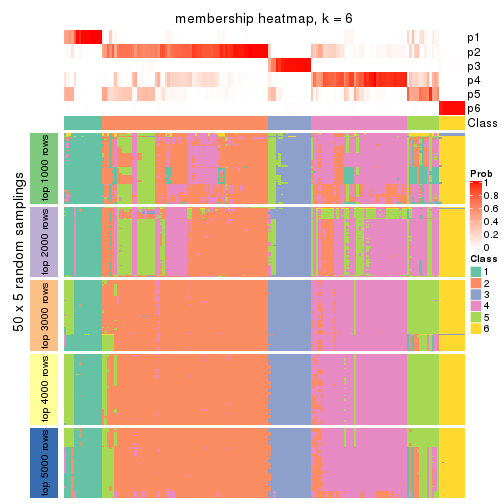 membership heatmap, k = 6
p1
p2
p3
p4
p5
p6
Class
50 x 5 random samplings
top 1000 rows
top 2000 rows
top 3000 rows
top 4000 rows
top 5000 rows
Prob
1
0.8
0.6
0.4
0.2
0
Class
1
2
3
4
5
6